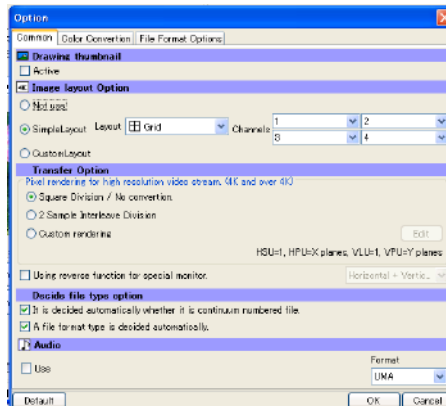 Option
Common Color Convertion File Format Options
Drawing thumbnail
Active
Image layout Option
Not use!
SimpleLayout Layout Grid Channels 1 2
3 4
CustomLayout
Transfer Option
Pixel rendering for high resolution video stream. (4K and over 4K)
Square Division / No convertion.
2 Sample Interleave Division
Custom rendering Edit
HSU=1, HPU=X planes, VLU=1, VPU=Y planes
Using reverse function for special monitor. Horizontal + Vertic...
Decide file type option
It is decided automatically whether it is continuum numbered file.
A file format type is decided automatically.
Audio
Use Format
UMA
Default OK Cancel